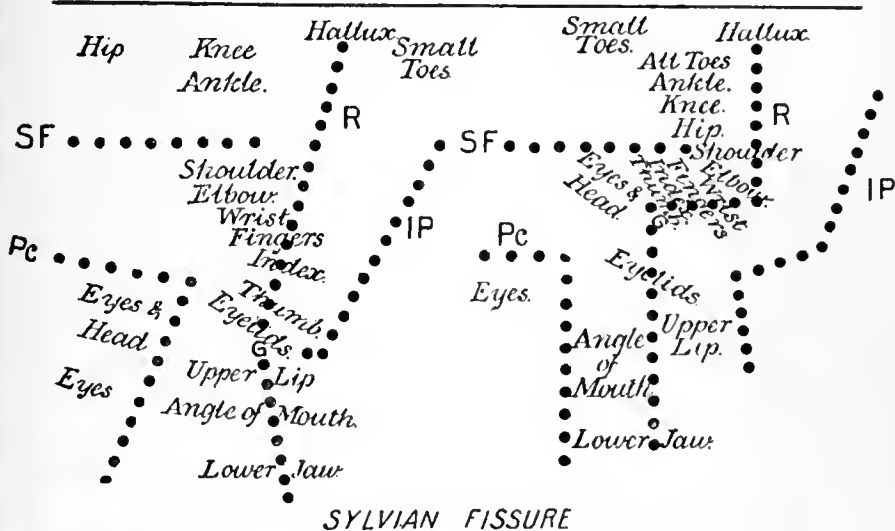 Hip
Knee
Ankle.
Hallux.
Small
Toes.
R
SF
Shoulder.
Elbow.
Wrist
Fingers
Index.
Thumb.
Eyelids.
G
IP
Pc
Eyes &
Head
Eyes
Upper Lip
Angle of Mouth.
Lower Jaw.
Small
Toes.
Hallux.
All Toes
Ankle.
Knee.
Hip.
Shoulder
Elbow.
Wrist
Fingers
Index.
Thumb.
R
SF
Eyes &
Head.
G
IP
Pc
Eyes.
Eyelids.
Upper
Lip.
Angle
of
Mouth.
Lower Jaw.
SYLVIAN FISSURE